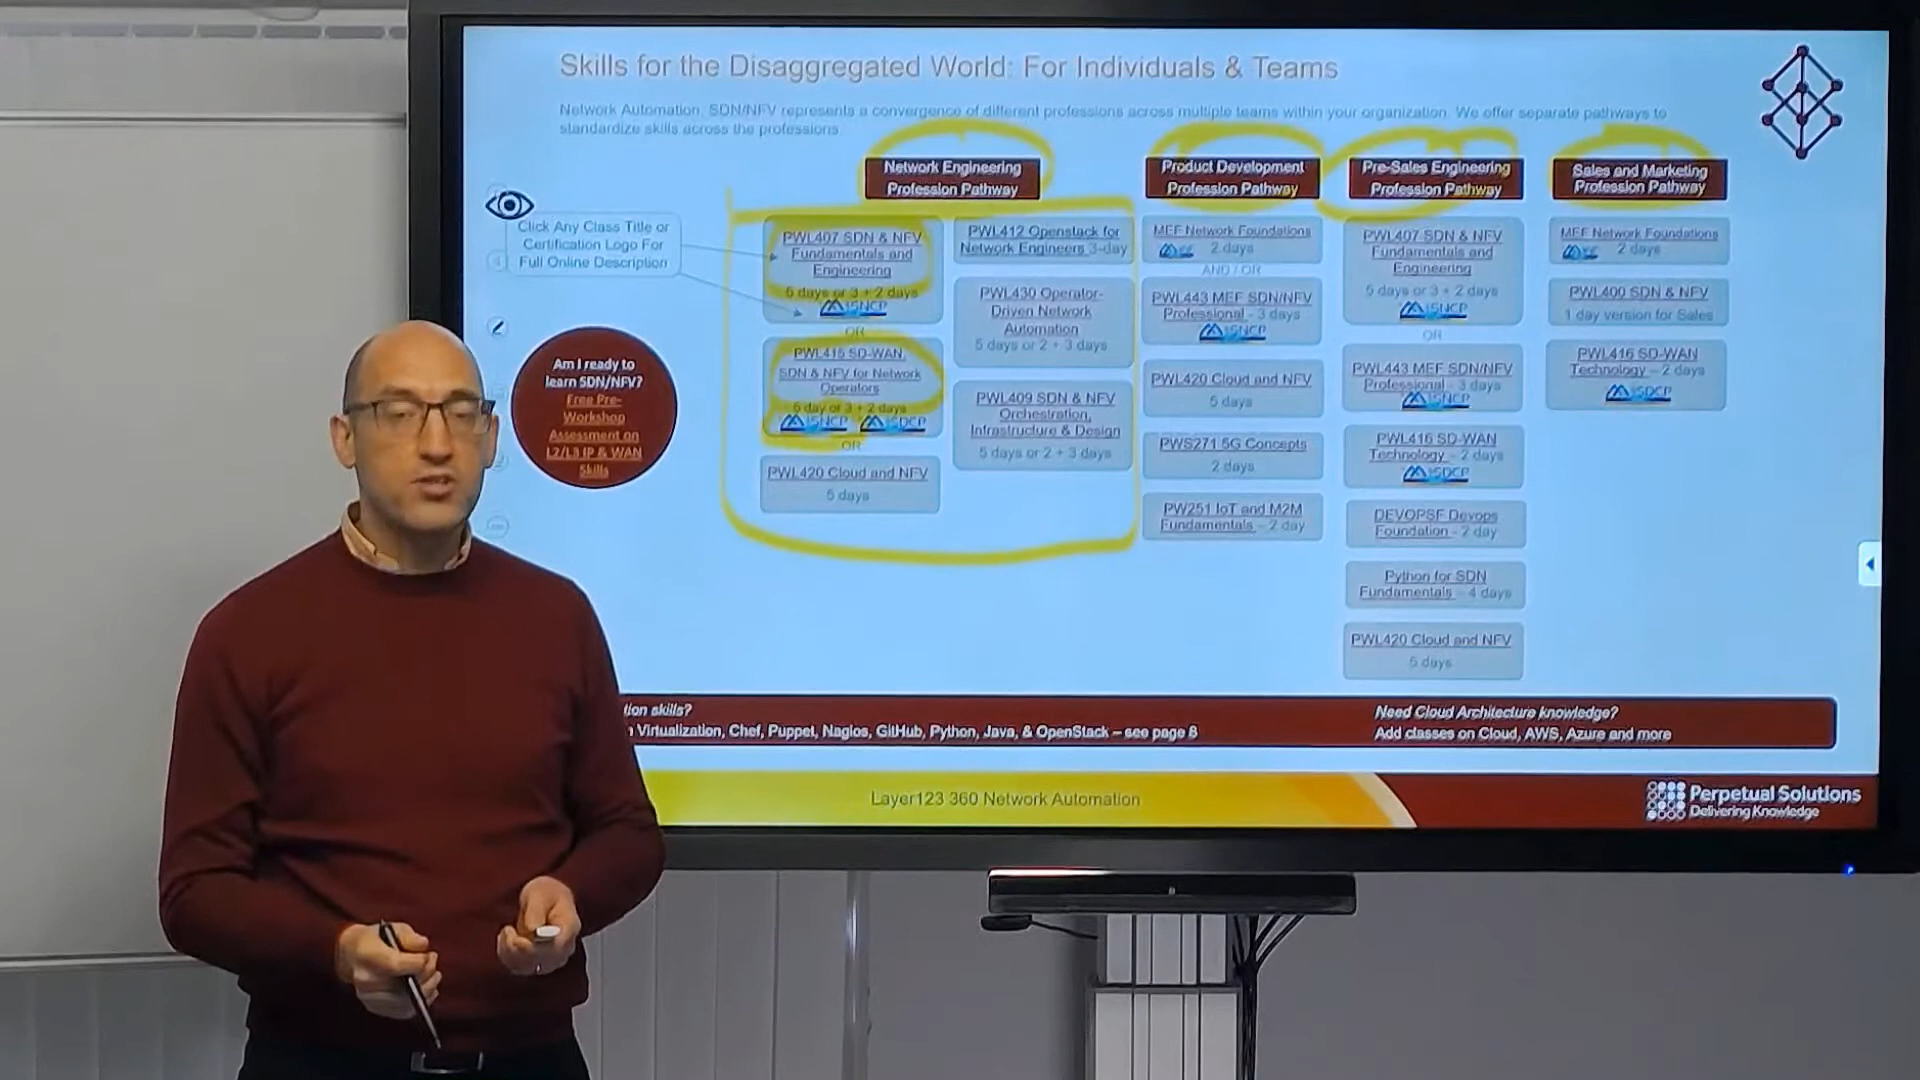 Skills for the Disaggregated World: For Individuals & Teams
Network Automation, SDN/NFV represents a convergence of different professions across multiple teams within your organization. We offer separate pathways to
standardize skills across the professions
Click Any Class Title or
Certification Logo For
Full Online Description
Am I ready to
learn SDN/NFV?
Free Pre-
Workshop
Assessment on
L2/L3 IP & WAN
Skills
Network Engineering
Profession Pathway
PWL407 SDN & NFV
Fundamentals and
Engineering
5 days or 3 + 2 days
SNCP
OR
PWL415 SD-WAN,
SDN & NFV for Network
Operators
5 day or 3 + 2 days
SNCP SDCP
OR
PWL420 Cloud and NFV
5 days
PWL412 Openstack for
Network Engineers 3-day
PWL430 Operator-
Driven Network
Automation
5 days or 2 + 3 days
PWL409 SDN & NFV
Orchestration,
Infrastructure & Design
5 days or 2 + 3 days
Product Development
Profession Pathway
MEF Network Foundations
2 days
AND / OR
PWL443 MEF SDN/NFV
Professional - 3 days
SNCP
PWL420 Cloud and NFV
5 days
PWS271 5G Concepts
2 days
PW251 IoT and M2M
Fundamentals – 2 day
Pre-Sales Engineering
Profession Pathway
PWL407 SDN & NFV
Fundamentals and
Engineering
5 days or 3 + 2 days
SNCP
OR
PWL443 MEF SDN/NFV
Professional - 3 days
SNCP
PWL416 SD-WAN
Technology – 2 days
SDCP
DEVOPSF Devops
Foundation - 2 day
Python for SDN
Fundamentals – 4 days
PWL420 Cloud and NFV
5 days
Sales and Marketing
Profession Pathway
MEF Network Foundations
2 days
PWL400 SDN & NFV
1 day version for Sales
PWL416 SD-WAN
Technology – 2 days
SDCP
skills?
Virtualization, Chef, Puppet, Nagios, GitHub, Python, Java, & OpenStack – see page 8
Need Cloud Architecture knowledge?
Add classes on Cloud, AWS, Azure and more
Layer123 360 Network Automation
Perpetual Solutions
Delivering Knowledge